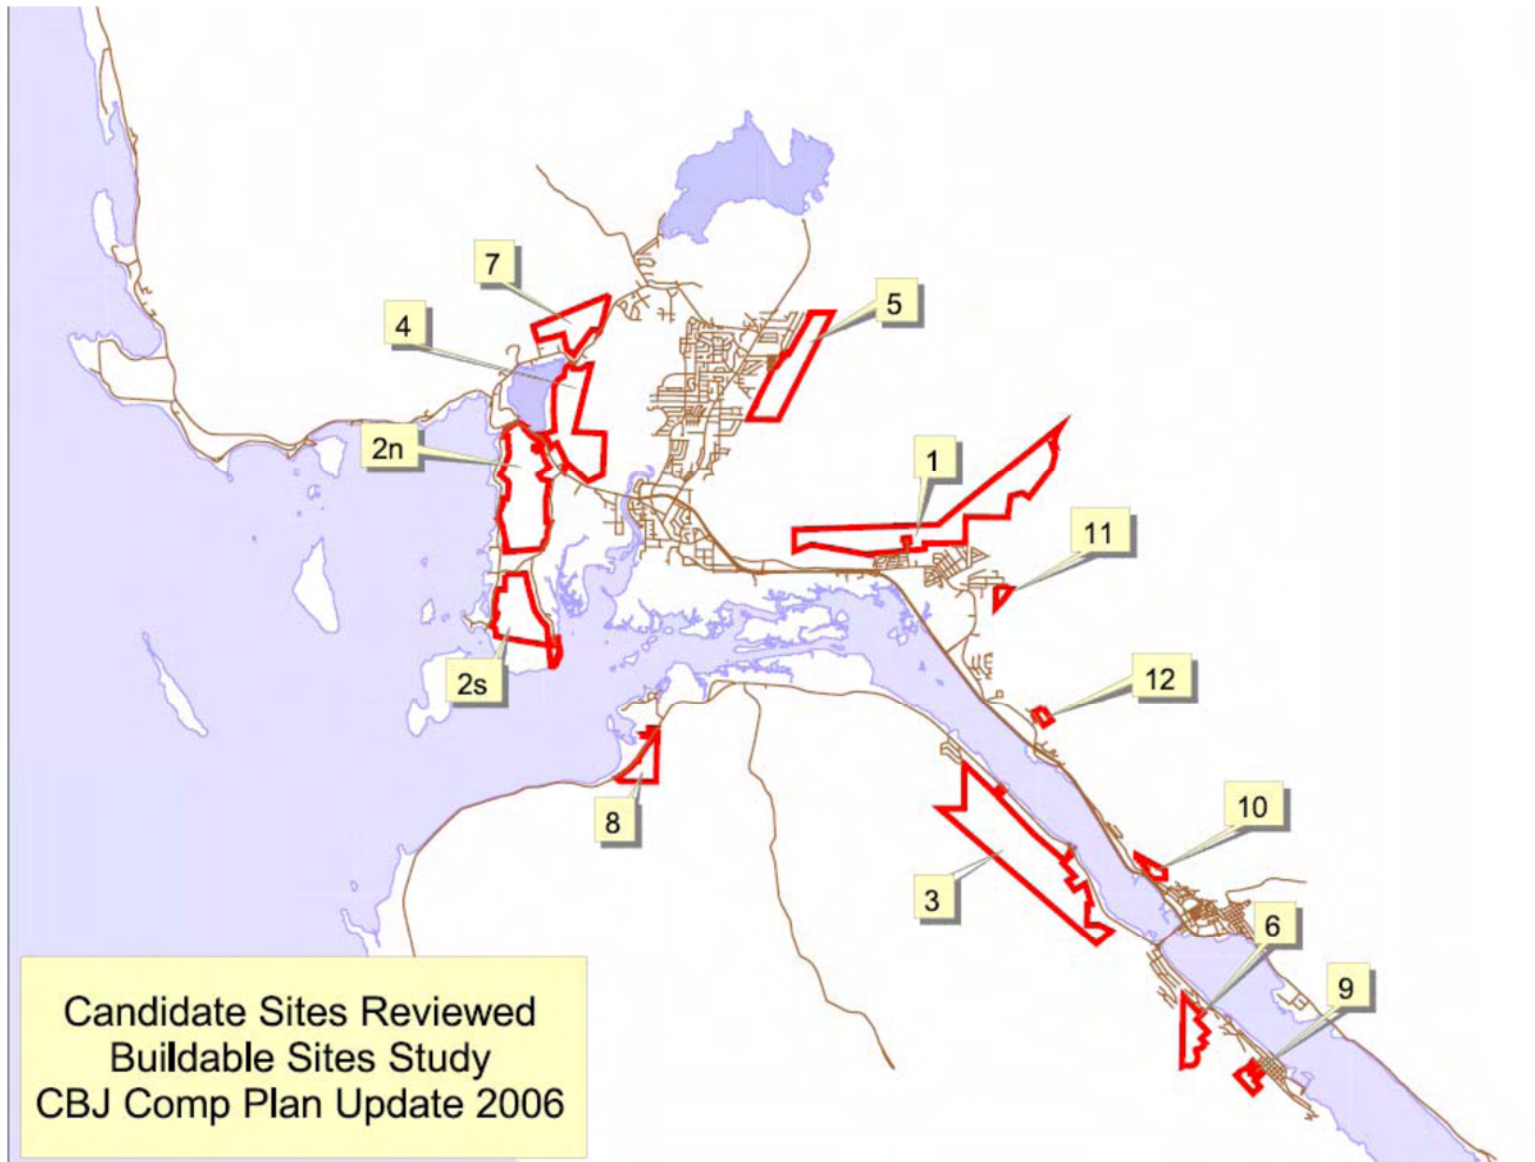 7
5
4
2n
1
11
2s
12
8
10
3
6
9
Candidate Sites Reviewed
Buildable Sites Study
CBJ Comp Plan Update 2006